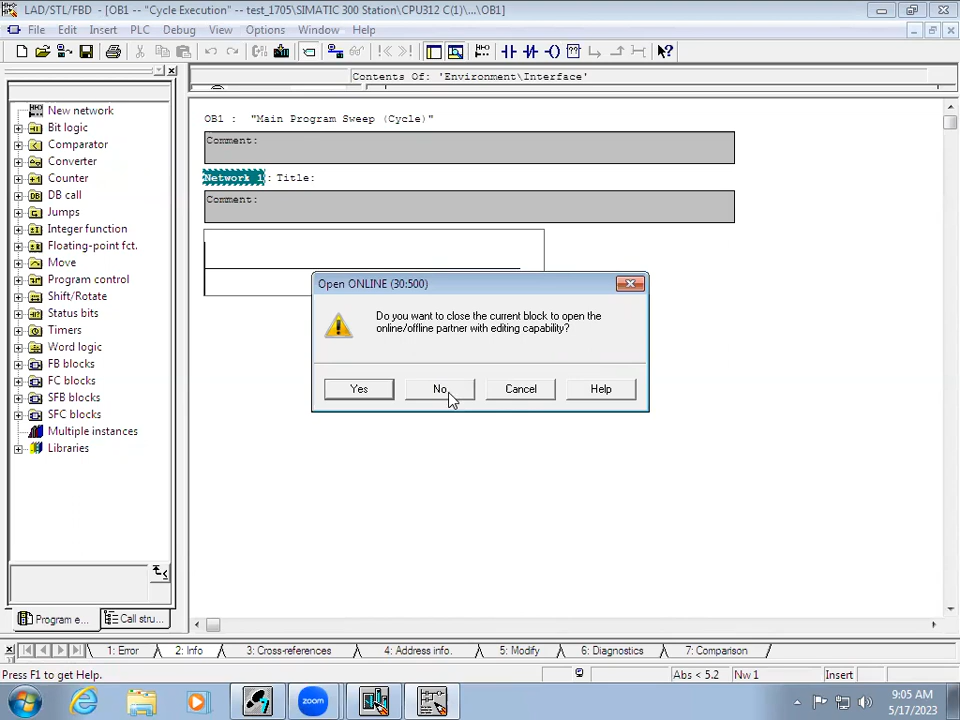 LAD/STL/FBD - [OB1 -- "Cycle Execution" -- test_1705\SIMATIC 300 Station\CPU312 C(1)\...\OB1]
File Edit Insert PLC Debug View Options Window Help
Contents Of: 'Environment\Interface'
New network
Bit logic
Comparator
Converter
Counter
DB call
Jumps
Integer function
Floating-point fct.
Move
Program control
Shift/Rotate
Status bits
Timers
Word logic
FB blocks
FC blocks
SFB blocks
SFC blocks
Multiple instances
Libraries
Program e...
Call stru...
OB1 : "Main Program Sweep (Cycle)"
Comment:
Network 1: Title:
Comment:
Open ONLINE (30:500)
Do you want to close the current block to open the
online/offline partner with editing capability?
Yes No Cancel Help
1: Error 2: Info 3: Cross-references 4: Address info. 5: Modify 6: Diagnostics 7: Comparison
Press F1 to get Help.
Abs < 5.2 Nw 1 Insert
zoom
9:05 AM
5/17/2023